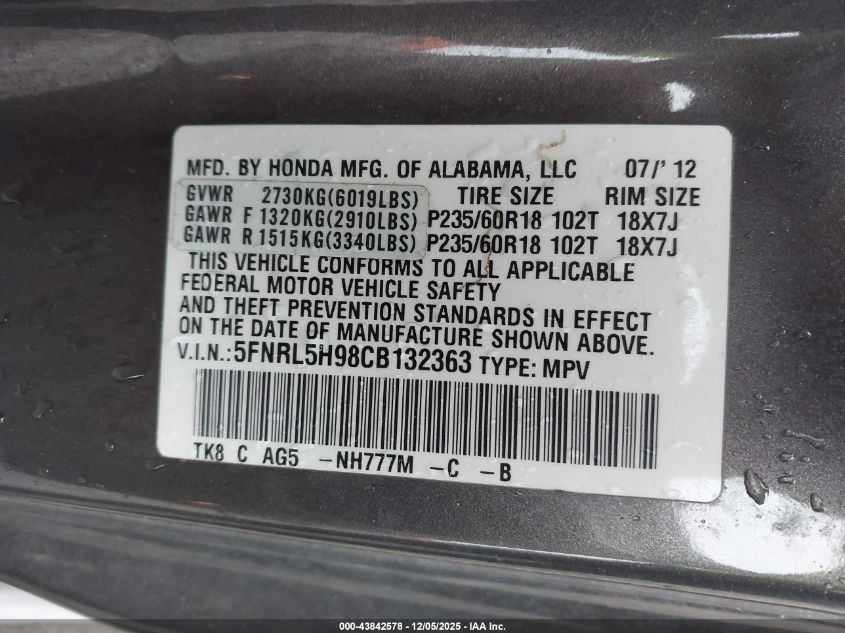 MFD. BY HONDA MFG. OF ALABAMA, LLC 07/' 12
GVWR 2730KG(6019LBS) TIRE SIZE RIM SIZE
GAWR F 1320KG(2910LBS) P235/60R18 102T 18X7J
GAWR R 1515KG(3340LBS) P235/60R18 102T 18X7J
THIS VEHICLE CONFORMS TO ALL APPLICABLE
FEDERAL MOTOR VEHICLE SAFETY
AND THEFT PREVENTION STANDARDS IN EFFECT
ON THE DATE OF MANUFACTURE SHOWN ABOVE.
V.I.N.:5FNRL5H98CB132363 TYPE: MPV
TK8 C AG5 -NH777M -C -B
000-43842578 - 12/05/2025 - IAA Inc.